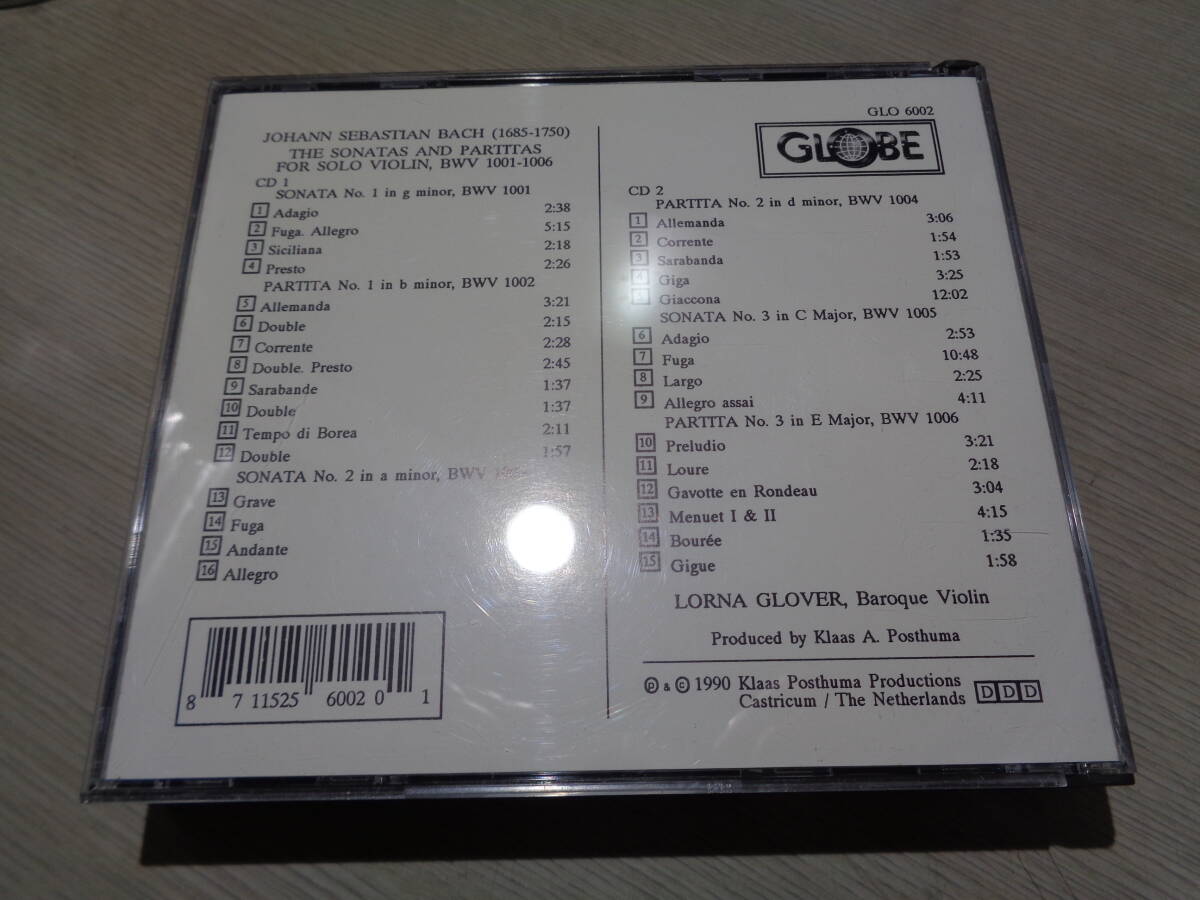 JOHANN SEBASTIAN BACH (1685-1750)
THE SONATAS AND PARTITAS
FOR SOLO VIOLIN, BWV 1001-1006
CD 1
SONATA No. 1 in g minor, BWV 1001
1 Adagio 2:38
2 Fuga. Allegro 5:15
3 Siciliana 2:18
4 Presto 2:26
PARTITA No. 1 in b minor, BWV 1002
5 Allemanda 3:21
6 Double 2:15
7 Corrente 2:28
8 Double. Presto 2:45
9 Sarabande 1:37
10 Double 1:37
11 Tempo di Borea 2:11
12 Double 1:57
SONATA No. 2 in a minor, BWV
13 Grave
14 Fuga
15 Andante
16 Allegro
8 711525 60020 1
GLO 6002
GLOBE
CD 2
PARTITA No. 2 in d minor, BWV 1004
1 Allemanda 3:06
2 Corrente 1:54
3 Sarabanda 1:53
4 Giga 3:25
5 Giaccona 12:02
SONATA No. 3 in C Major, BWV 1005
6 Adagio 2:53
7 Fuga 10:48
8 Largo 2:25
9 Allegro assai 4:11
PARTITA No. 3 in E Major, BWV 1006
10 Preludio 3:21
11 Loure 2:18
12 Gavotte en Rondeau 3:04
13 Menuet I & II 4:15
14 Bourée 1:35
15 Gigue 1:58
LORNA GLOVER, Baroque Violin
Produced by Klaas A. Posthuma
℗ & © 1990 Klaas Posthuma Productions
Castricum / The Netherlands DDD